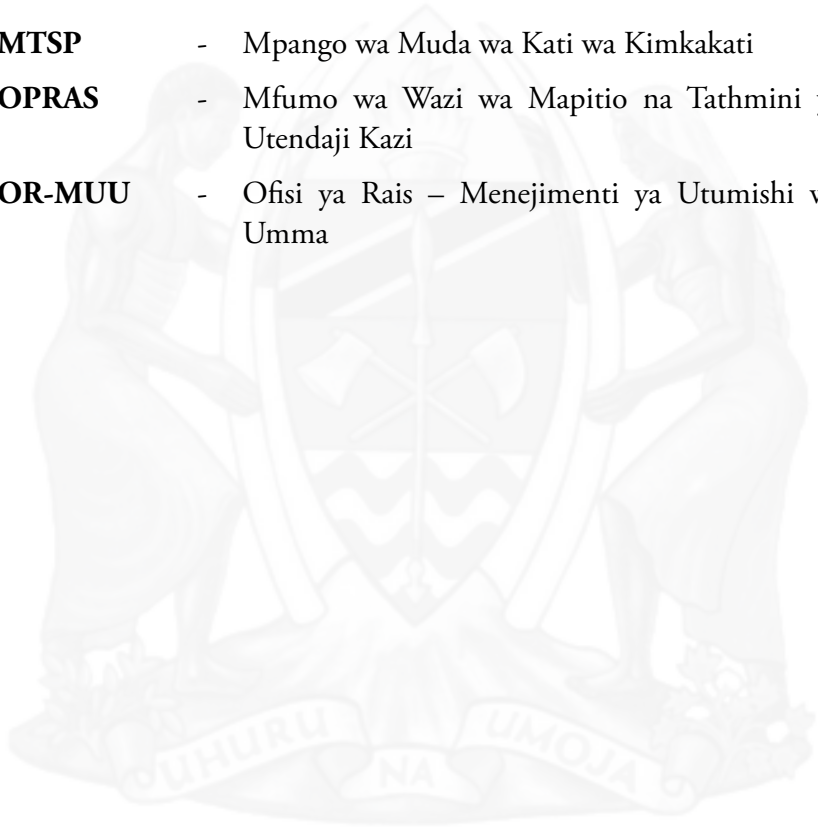 MTSP - Mpango wa Muda wa Kati wa Kimkakati
OPRAS - Mfumo wa Wazi wa Mapitio na Tathmini
Utendaji Kazi
OR-MUU - Ofisi ya Rais – Menejimenti ya Utumishi
Umma
UHURU NA UMOJA